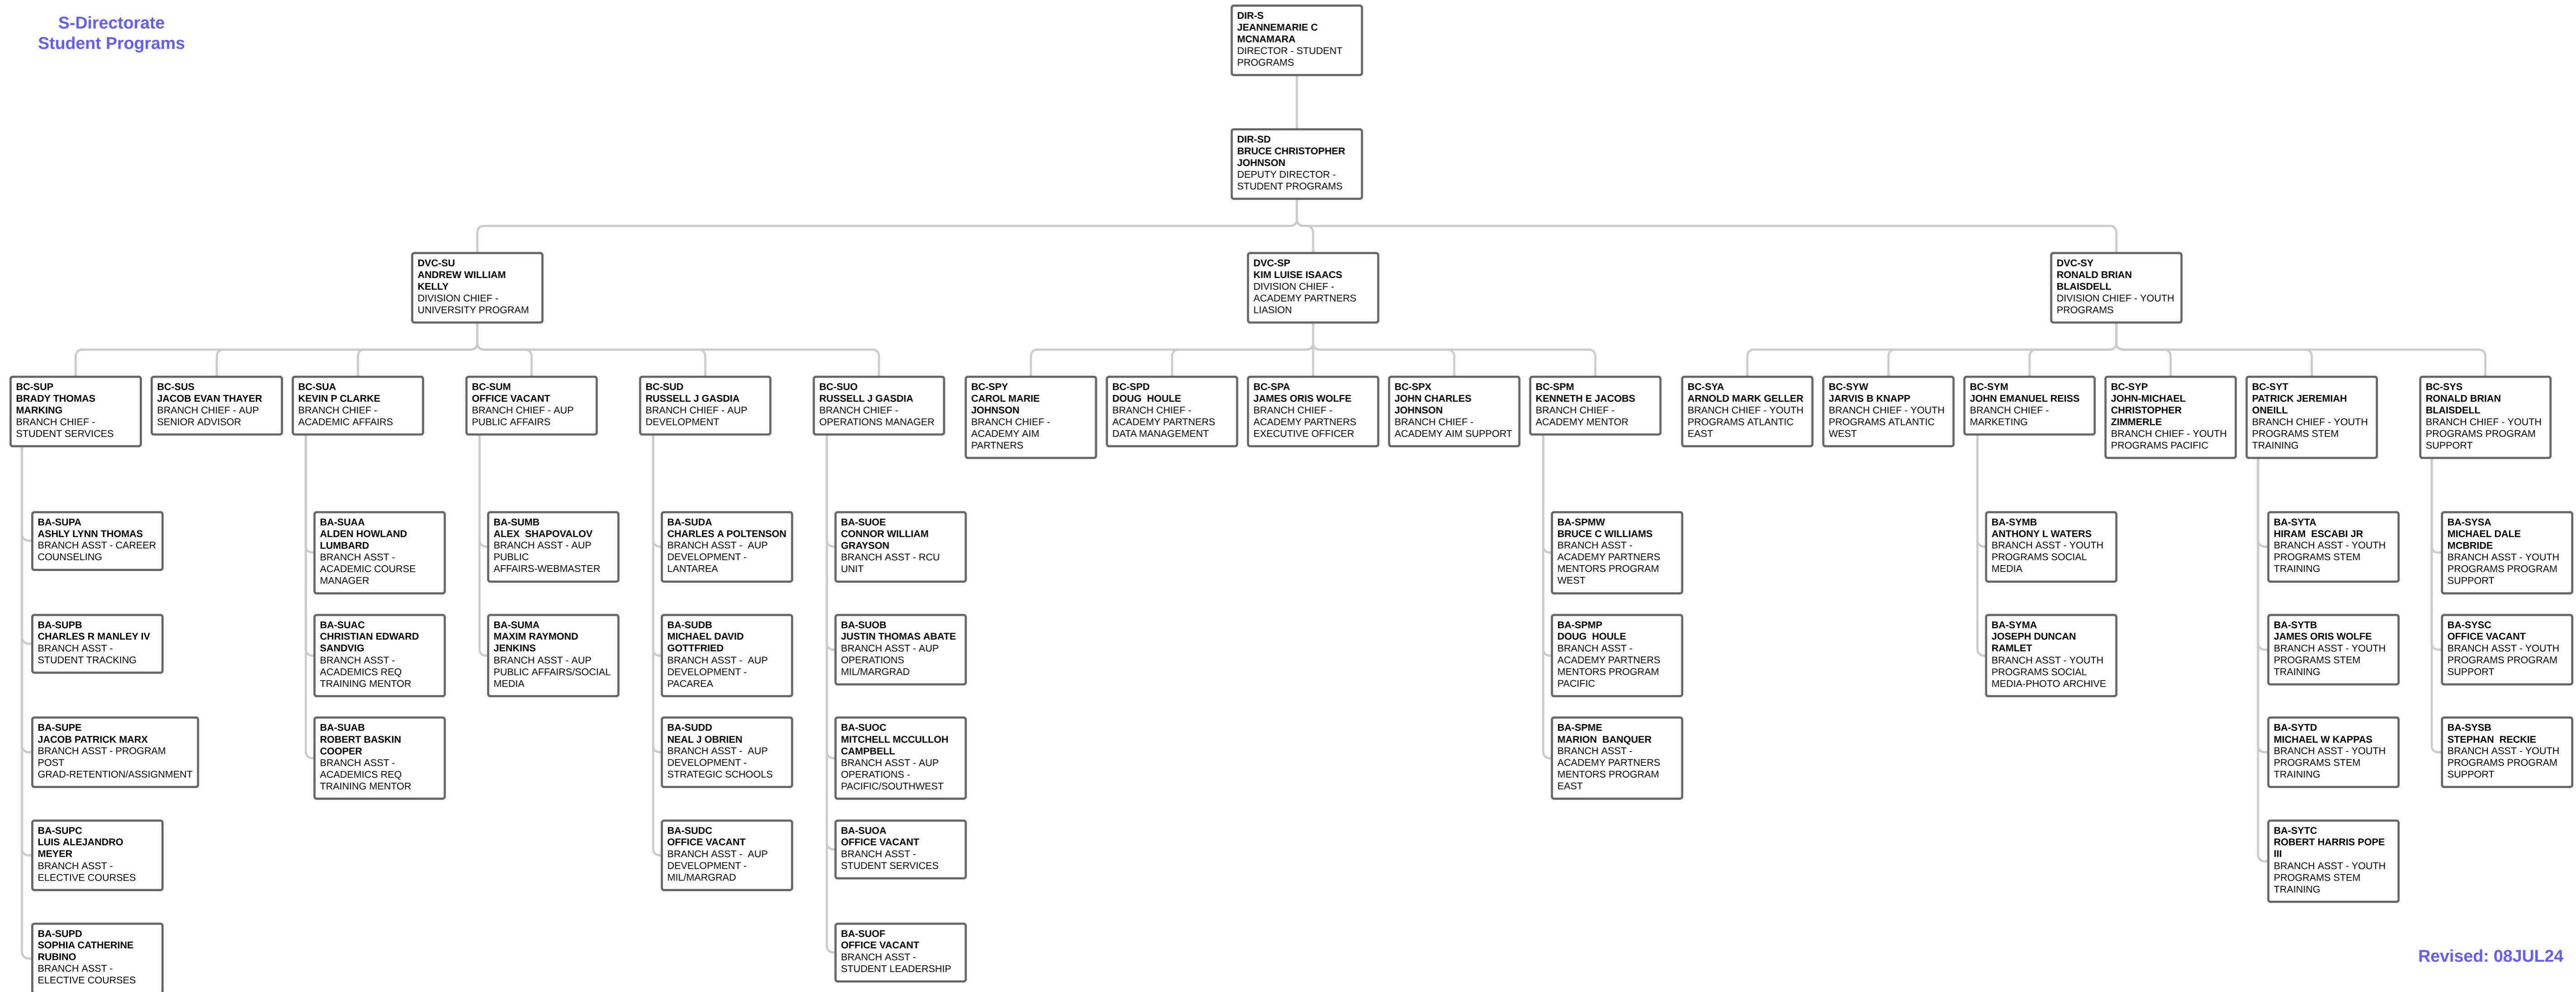 S-Directorate
Student Programs
DIR-S
JEANNEMARIE C
MCNAMARA
DIRECTOR - STUDENT
PROGRAMS
DIR-SD
BRUCE CHRISTOPHER
JOHNSON
DEPUTY DIRECTOR -
STUDENT PROGRAMS
DVC-SU
ANDREW WILLIAM
KELLY
DIVISION CHIEF -
UNIVERSITY PROGRAM
DVC-SP
KIM LUISE ISAACS
DIVISION CHIEF -
ACADEMY PARTNERS
LIASION
DVC-SY
RONALD BRIAN
BLAISDELL
DIVISION CHIEF - YOUTH
PROGRAMS
BC-SUP
BRADY THOMAS
MARKING
BRANCH CHIEF -
STUDENT SERVICES
BC-SUS
JACOB EVAN THAYER
BRANCH CHIEF - AUP
SENIOR ADVISOR
BC-SUA
KEVIN P CLARKE
BRANCH CHIEF -
ACADEMIC AFFAIRS
BC-SUM
OFFICE VACANT
BRANCH CHIEF - AUP
PUBLIC AFFAIRS
BC-SUD
RUSSELL J GASDIA
BRANCH CHIEF - AUP
DEVELOPMENT
BC-SUO
RUSSELL J GASDIA
BRANCH CHIEF -
OPERATIONS MANAGER
BC-SPY
CAROL MARIE
JOHNSON
BRANCH CHIEF -
ACADEMY AIM
PARTNERS
BC-SPD
DOUG  HOULE
BRANCH CHIEF -
ACADEMY PARTNERS
DATA MANAGEMENT
BC-SPA
JAMES ORIS WOLFE
BRANCH CHIEF -
ACADEMY PARTNERS
EXECUTIVE OFFICER
BC-SPX
JOHN CHARLES
JOHNSON
BRANCH CHIEF -
ACADEMY AIM SUPPORT
BC-SPM
KENNETH E JACOBS
BRANCH CHIEF -
ACADEMY MENTOR
BC-SYA
ARNOLD MARK GELLER
BRANCH CHIEF - YOUTH
PROGRAMS ATLANTIC
EAST
BC-SYW
JARVIS B KNAPP
BRANCH CHIEF - YOUTH
PROGRAMS ATLANTIC
WEST
BC-SYM
JOHN EMANUEL REISS
BRANCH CHIEF -
MARKETING
BC-SYP
JOHN-MICHAEL
CHRISTOPHER
ZIMMERLE
BRANCH CHIEF - YOUTH
PROGRAMS PACIFIC
BC-SYT
PATRICK JEREMIAH
ONEILL
BRANCH CHIEF - YOUTH
PROGRAMS STEM
TRAINING
BC-SYS
RONALD BRIAN
BLAISDELL
BRANCH CHIEF - YOUTH
PROGRAMS PROGRAM
SUPPORT
BA-SUPA
ASHLY LYNN THOMAS
BRANCH ASST - CAREER
COUNSELING
BA-SUPB
CHARLES R MANLEY IV
BRANCH ASST -
STUDENT TRACKING
BA-SUPE
JACOB PATRICK MARX
BRANCH ASST - PROGRAM
POST
GRAD-RETENTION/ASSIGNMENT
BA-SUPC
LUIS ALEJANDRO
MEYER
BRANCH ASST -
ELECTIVE COURSES
BA-SUPD
SOPHIA CATHERINE
RUBINO
BRANCH ASST -
ELECTIVE COURSES
BA-SUAA
ALDEN HOWLAND
LUMBARD
BRANCH ASST -
ACADEMIC COURSE
MANAGER
BA-SUAC
CHRISTIAN EDWARD
SANDVIG
BRANCH ASST -
ACADEMICS REQ
TRAINING MENTOR
BA-SUAB
ROBERT BASKIN
COOPER
BRANCH ASST -
ACADEMICS REQ
TRAINING MENTOR
BA-SUMB
ALEX  SHAPOVALOV
BRANCH ASST - AUP
PUBLIC
AFFAIRS-WEBMASTER
BA-SUMA
MAXIM RAYMOND
JENKINS
BRANCH ASST - AUP
PUBLIC AFFAIRS/SOCIAL
MEDIA
BA-SUDA
CHARLES A POLTENSON
BRANCH ASST -  AUP
DEVELOPMENT -
LANTAREA
BA-SUDB
MICHAEL DAVID
GOTTFRIED
BRANCH ASST -  AUP
DEVELOPMENT -
PACAREA
BA-SUDD
NEAL J OBRIEN
BRANCH ASST -  AUP
DEVELOPMENT -
STRATEGIC SCHOOLS
BA-SUDC
OFFICE VACANT
BRANCH ASST -  AUP
DEVELOPMENT -
MIL/MARGRAD
BA-SUOE
CONNOR WILLIAM
GRAYSON
BRANCH ASST - RCU
UNIT
BA-SUOB
JUSTIN THOMAS ABATE
BRANCH ASST - AUP
OPERATIONS
MIL/MARGRAD
BA-SUOC
MITCHELL MCCULLOH
CAMPBELL
BRANCH ASST - AUP
OPERATIONS -
PACIFIC/SOUTHWEST
BA-SUOA
OFFICE VACANT
BRANCH ASST -
STUDENT SERVICES
BA-SUOF
OFFICE VACANT
BRANCH ASST -
STUDENT LEADERSHIP
BA-SPMW
BRUCE C WILLIAMS
BRANCH ASST -
ACADEMY PARTNERS
MENTORS PROGRAM
WEST
BA-SPMP
DOUG  HOULE
BRANCH ASST -
ACADEMY PARTNERS
MENTORS PROGRAM
PACIFIC
BA-SPME
MARION  BANQUER
BRANCH ASST -
ACADEMY PARTNERS
MENTORS PROGRAM
EAST
BA-SYMB
ANTHONY L WATERS
BRANCH ASST - YOUTH
PROGRAMS SOCIAL
MEDIA
BA-SYMA
JOSEPH DUNCAN
RAMLET
BRANCH ASST - YOUTH
PROGRAMS SOCIAL
MEDIA-PHOTO ARCHIVE
BA-SYTA
HIRAM  ESCABI JR
BRANCH ASST - YOUTH
PROGRAMS STEM
TRAINING
BA-SYTB
JAMES ORIS WOLFE
BRANCH ASST - YOUTH
PROGRAMS STEM
TRAINING
BA-SYTD
MICHAEL W KAPPAS
BRANCH ASST - YOUTH
PROGRAMS STEM
TRAINING
BA-SYTC
ROBERT HARRIS POPE
III
BRANCH ASST - YOUTH
PROGRAMS STEM
TRAINING
BA-SYSA
MICHAEL DALE
MCBRIDE
BRANCH ASST - YOUTH
PROGRAMS PROGRAM
SUPPORT
BA-SYSC
OFFICE VACANT
BRANCH ASST - YOUTH
PROGRAMS PROGRAM
SUPPORT
BA-SYSB
STEPHAN  RECKIE
BRANCH ASST - YOUTH
PROGRAMS PROGRAM
SUPPORT
Revised: 08JUL24